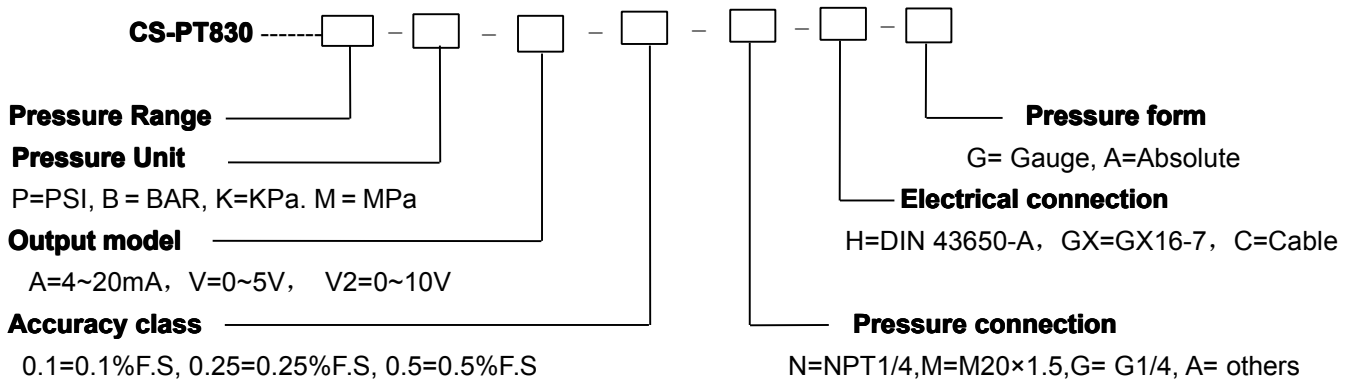 CS-PT830 ------- – – – – – –
Pressure Range
Pressure form
Pressure Unit
G= Gauge, A=Absolute
P=PSI, B = BAR, K=KPa. M = MPa
Electrical connection
Output model
H=DIN 43650-A，GX=GX16-7，C=Cable
A=4~20mA，V=0~5V， V2=0~10V
Accuracy class
Pressure connection
0.1=0.1%F.S, 0.25=0.25%F.S, 0.5=0.5%F.S
N=NPT1/4,M=M20×1.5,G= G1/4, A= others